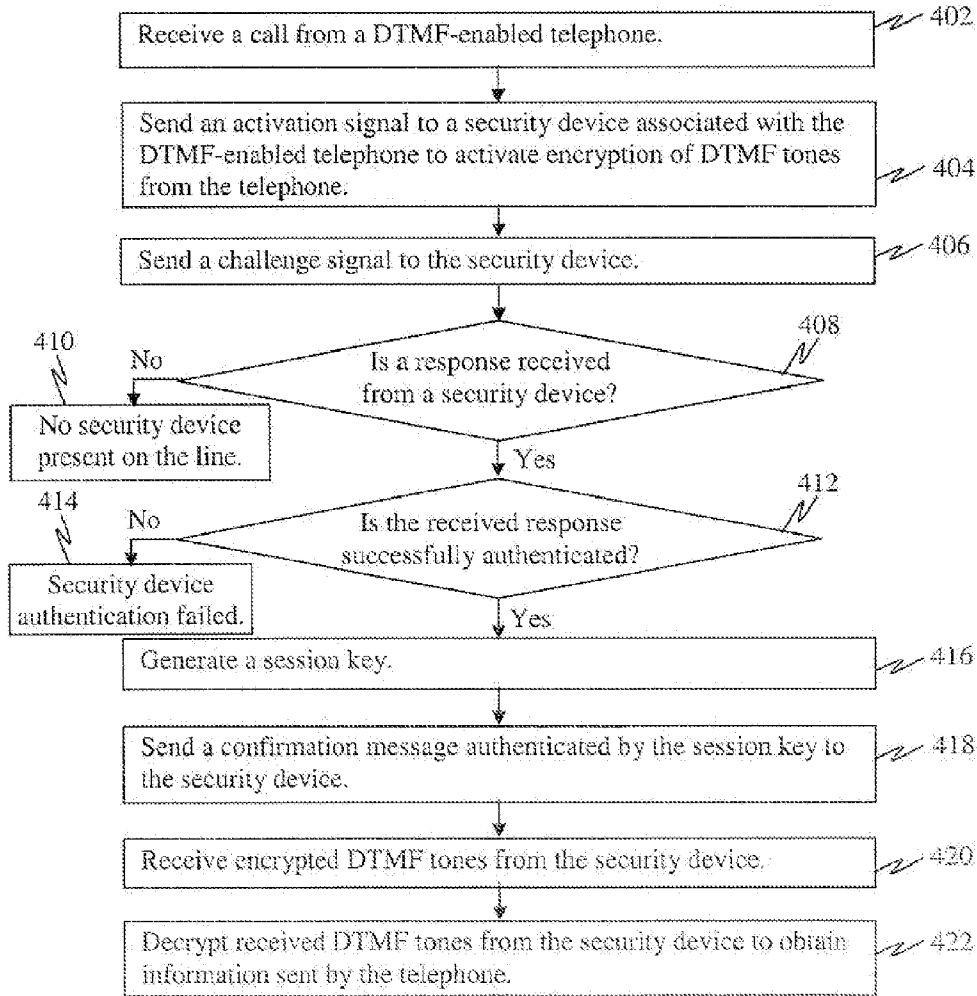 402
Receive a call from a DTMF-enabled telephone.
Send an activation signal to a security device associated with the
DTMF-enabled telephone to activate encryption of DTMF tones
from the telephone.
404
Send a challenge signal to the security device.
406
408
Is a response received
from a security device?
410
No
No security device
present on the line.
Yes
412
Is the received response
successfully authenticated?
414
No
Security device
authentication failed.
Yes
Generate a session key.
416
Send a confirmation message authenticated by the session key to
the security device.
418
Receive encrypted DTMF tones from the security device.
420
Decrypt received DTMF tones from the security device to obtain
information sent by the telephone.
422